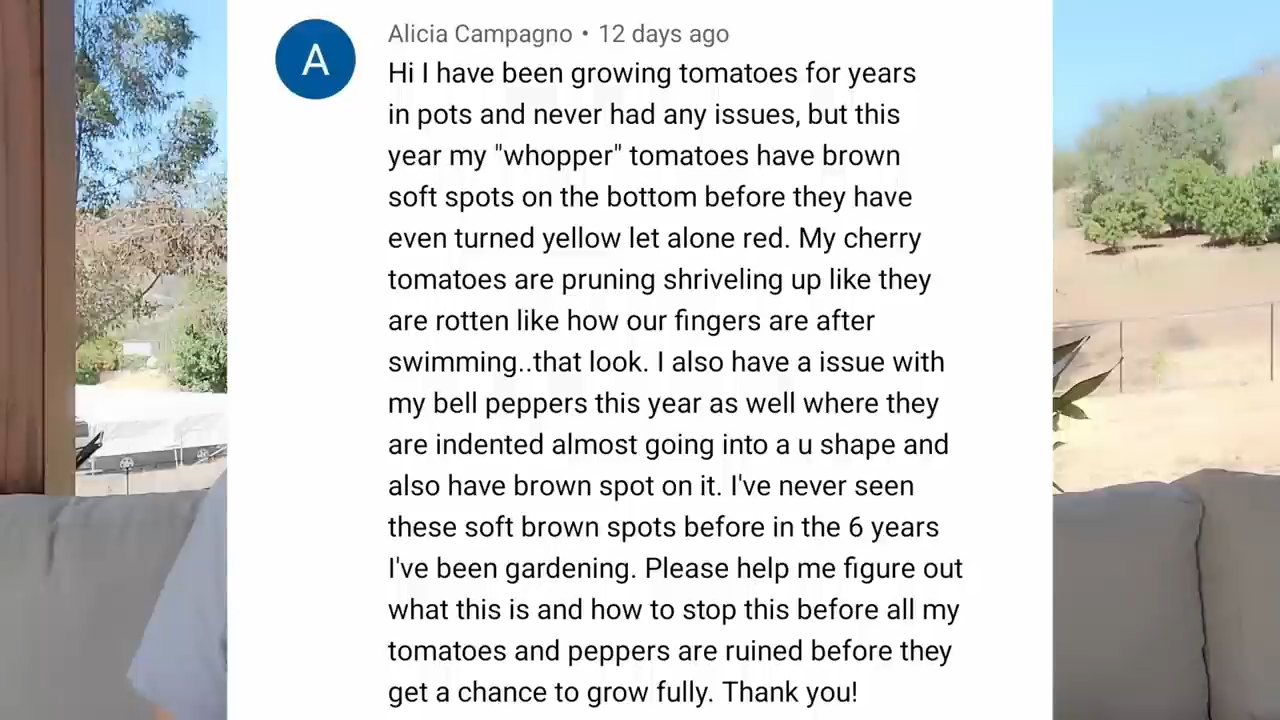 A
Alicia Campagno • 12 days ago
Hi I have been growing tomatoes for years
in pots and never had any issues, but this
year my "whopper" tomatoes have brown
soft spots on the bottom before they have
even turned yellow let alone red. My cherry
tomatoes are pruning shriveling up like they
are rotten like how our fingers are after
swimming..that look. I also have a issue with
my bell peppers this year as well where they
are indented almost going into a u shape and
also have brown spot on it. I've never seen
these soft brown spots before in the 6 years
I've been gardening. Please help me figure out
what this is and how to stop this before all my
tomatoes and peppers are ruined before they
get a chance to grow fully. Thank you!